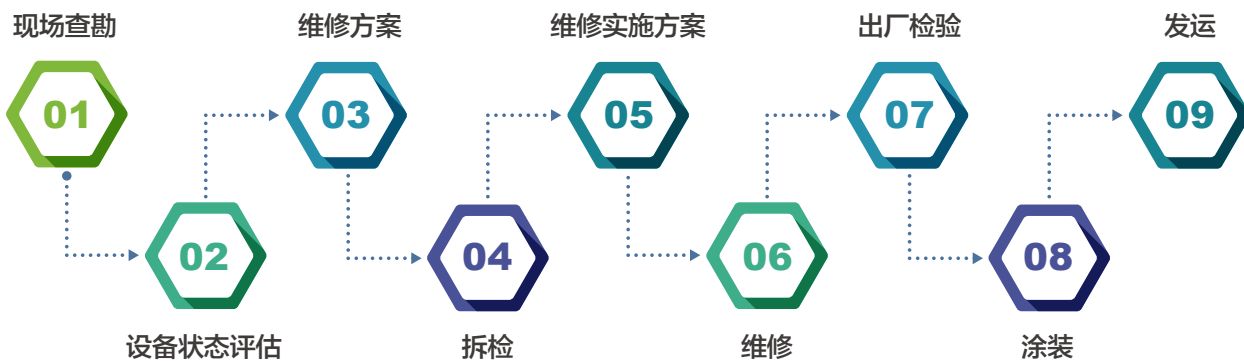 现场查勘
维修方案
维修实施方案
出厂检验
发运
01
03
05
07
09
02
04
06
08
设备状态评估
拆检
维修
涂装